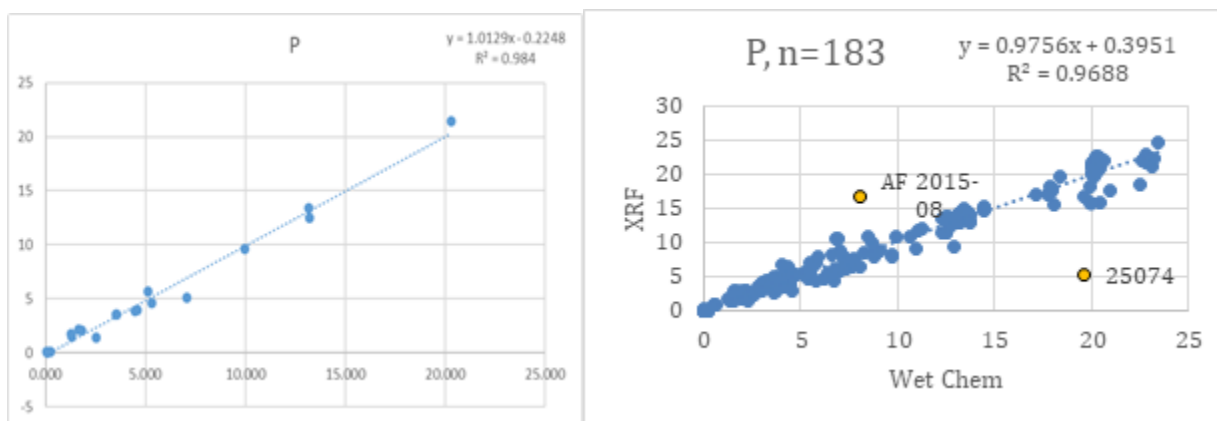 P
y = 1.0129x - 0.2248
R² = 0.984
25
20
15
10
5
0
-5
0.000 5.000 10.000 15.000 20.000 25.000
P, n=183
y = 0.9756x + 0.3951
R² = 0.9688
30
25
20
15
10
5
0
XRF
AF 2015-
08
25074
0 5 10 15 20 25
Wet Chem